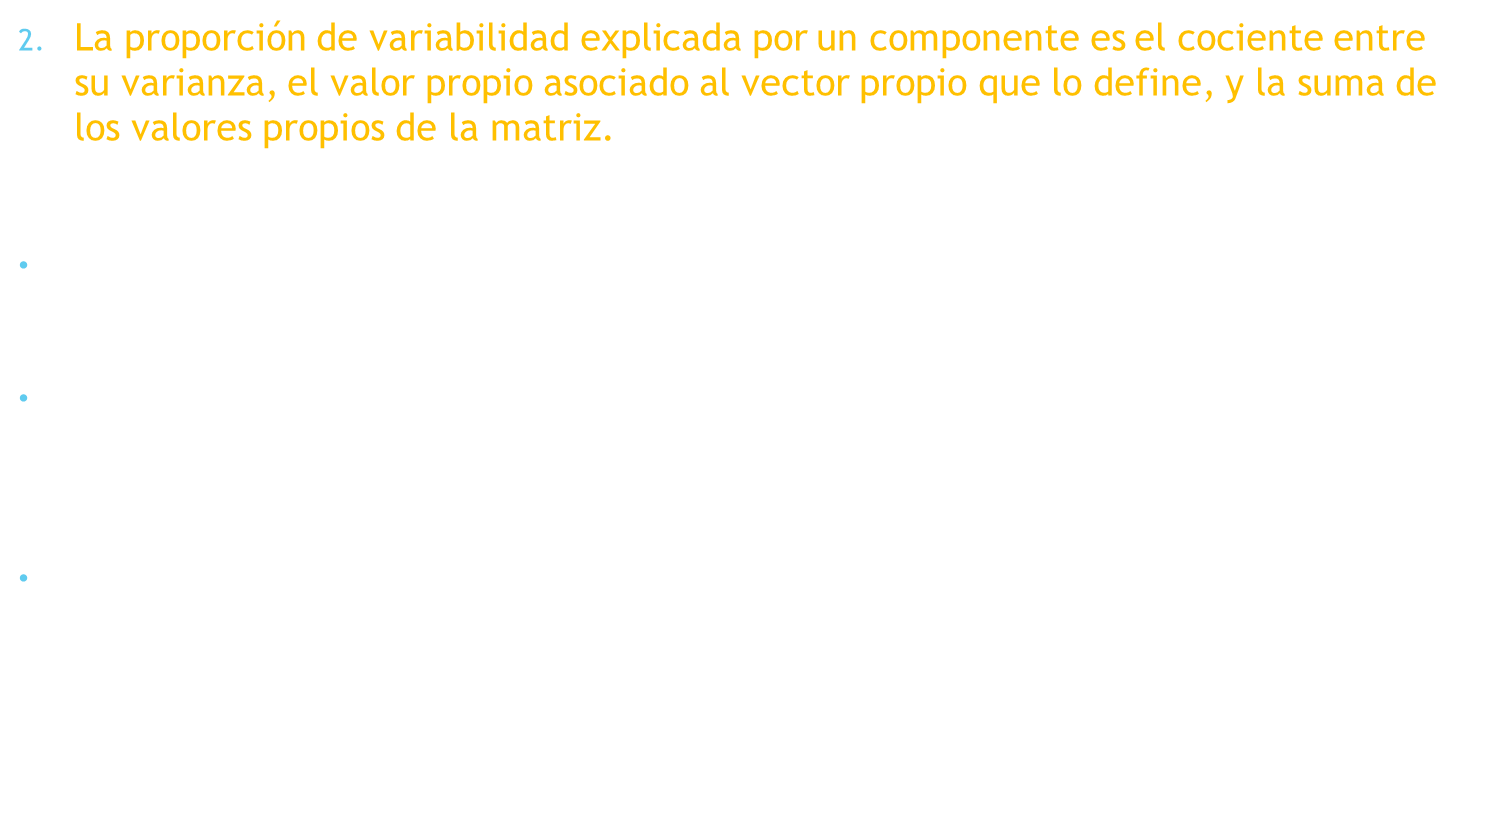 2. La proporción de variabilidad explicada por un componente es el cociente entre
su varianza, el valor propio asociado al vector propio que lo define, y la suma de
los valores propios de la matriz.
•
•
•